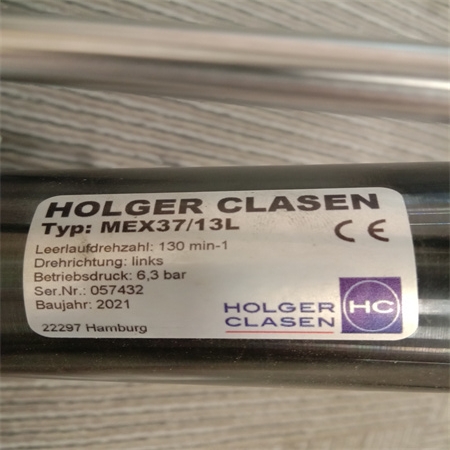 HOLGER CLASEN
Typ: MEX37/13L
CE
Leerlaufdrehzahl: 130 min-1
Drehrichtung: links
Betriebsdruck: 6,3 bar
Ser.Nr.: 057432
Baujahr: 2021
22297 Hamburg
HOLGER
CLASEN
HC